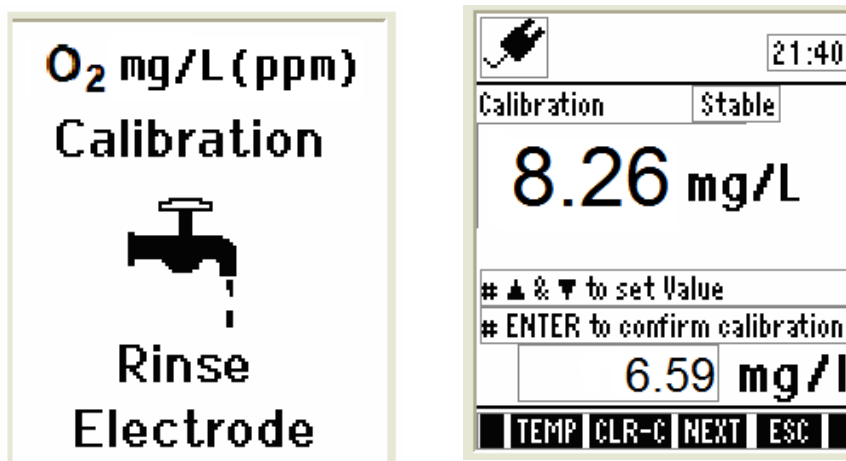 O₂ mg/L(ppm)
Calibration
Rinse
Electrode
21:40
Calibration Stable
8.26 mg/L
# ▲ & ▼ to set Value
# ENTER to confirm calibration
6.59 mg/l
TEMP CLR-C NEXT ESC